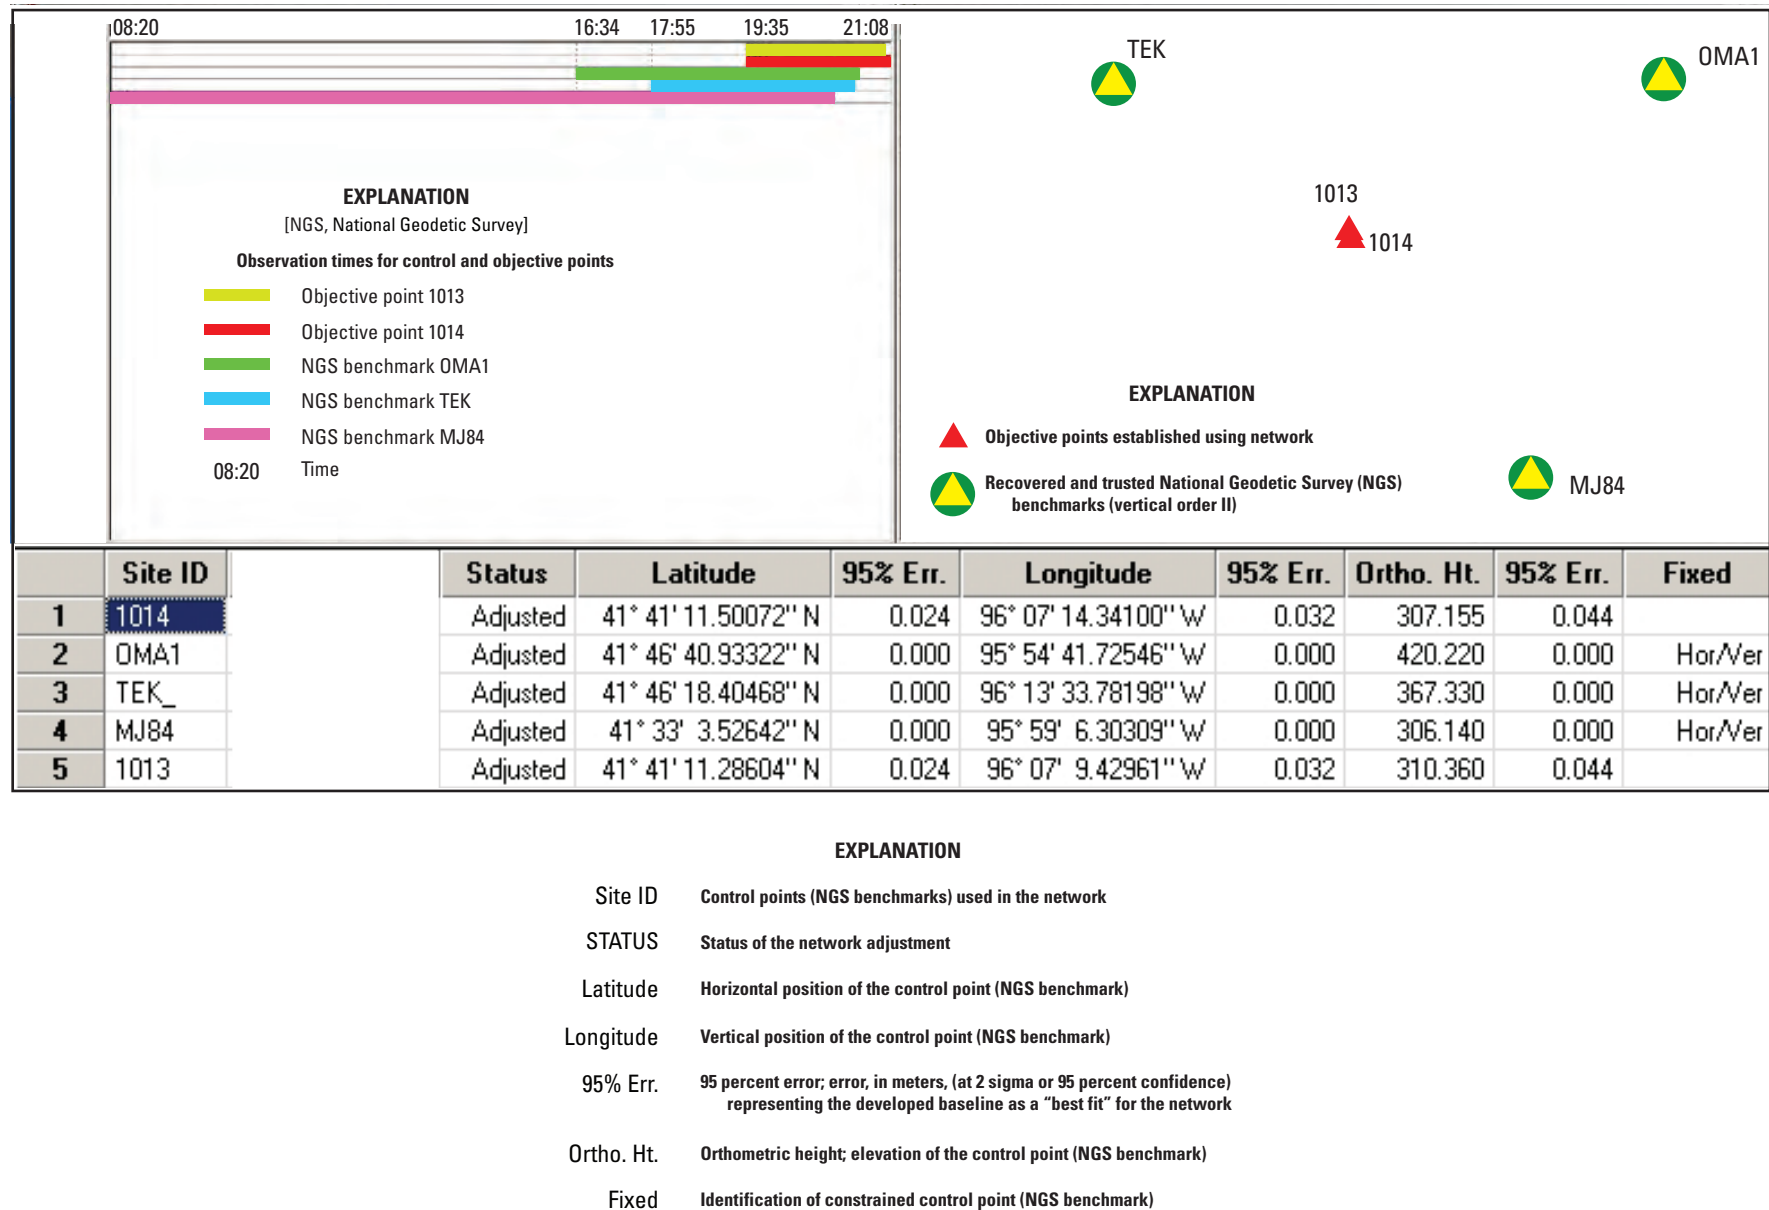 08:20 16:34 17:55 19:35 21:08
EXPLANATION
[NGS, National Geodetic Survey]
Observation times for control and objective points
Objective point 1013
Objective point 1014
NGS benchmark OMA1
NGS benchmark TEK
NGS benchmark MJ84
08:20 Time
TEK
OMA1
1013
1014
EXPLANATION
Objective points established using network
Recovered and trusted National Geodetic Survey (NGS)
benchmarks (vertical order II)
MJ84
Site ID Status Latitude 95% Err. Longitude 95% Err. Ortho. Ht. 95% Err. Fixed
1 1014 Adjusted 41° 41' 11.50072'' N 0.024 96° 07' 14.34100'' W 0.032 307.155 0.044
2 OMA1 Adjusted 41° 46' 40.93322'' N 0.000 95° 54' 41.72546'' W 0.000 420.220 0.000 Hor/Ver
3 TEK_ Adjusted 41° 46' 18.40468'' N 0.000 96° 13' 33.78198'' W 0.000 367.330 0.000 Hor/Ver
4 MJ84 Adjusted 41° 33' 3.52642'' N 0.000 95° 59' 6.30309'' W 0.000 306.140 0.000 Hor/Ver
5 1013 Adjusted 41° 41' 11.28604'' N 0.024 96° 07' 9.42961'' W 0.032 310.360 0.044
EXPLANATION
Site ID Control points (NGS benchmarks) used in the network
STATUS Status of the network adjustment
Latitude Horizontal position of the control point (NGS benchmark)
Longitude Vertical position of the control point (NGS benchmark)
95% Err. 95 percent error; error, in meters, (at 2 sigma or 95 percent confidence)
representing the developed baseline as a “best fit” for the network
Ortho. Ht. Orthometric height; elevation of the control point (NGS benchmark)
Fixed Identification of constrained control point (NGS benchmark)